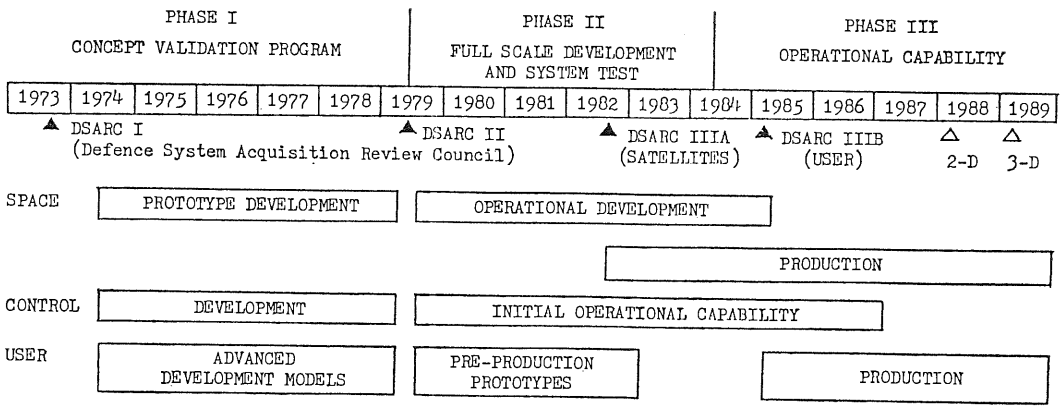 PHASE I
CONCEPT VALIDATION PROGRAM
PHASE II
FULL SCALE DEVELOPMENT
AND SYSTEM TEST
PHASE III
OPERATIONAL CAPABILITY
1973 1974 1975 1976 1977 1978 1979 1980 1981 1982 1983 1984 1985 1986 1987 1988 1989
DSARC I
(Defence System Acquisition Review Council)
DSARC II
DSARC IIIA
(SATELLITES)
DSARC IIIB
(USER)
2-D
3-D
SPACE
PROTOTYPE DEVELOPMENT
OPERATIONAL DEVELOPMENT
PRODUCTION
CONTROL
DEVELOPMENT
INITIAL OPERATIONAL CAPABILITY
USER
ADVANCED
DEVELOPMENT MODELS
PRE-PRODUCTION
PROTOTYPES
PRODUCTION